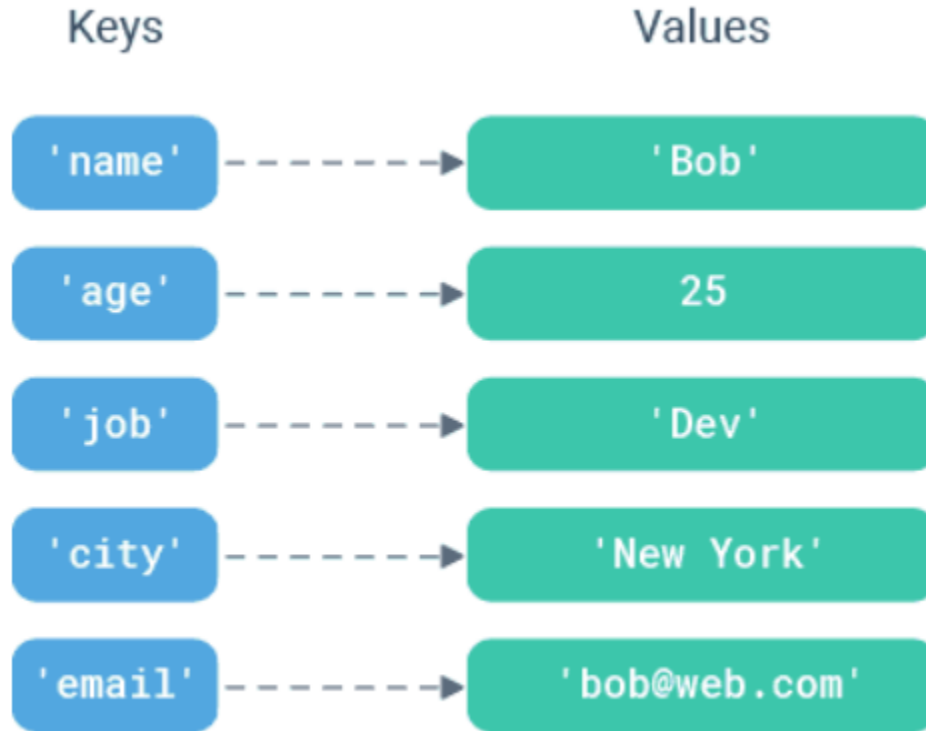 Keys Values
'name' 'Bob'
'age' 25
'job' 'Dev'
'city' 'New York'
'email' 'bob@web.com'